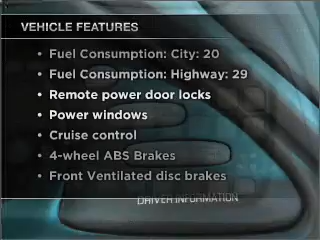 VEHICLE FEATURES
• Fuel Consumption: City: 20
• Fuel Consumption: Highway: 29
• Remote power door locks
• Power windows
• Cruise control
• 4-wheel ABS Brakes
• Front Ventilated disc brakes
DRIVER INFORMATION